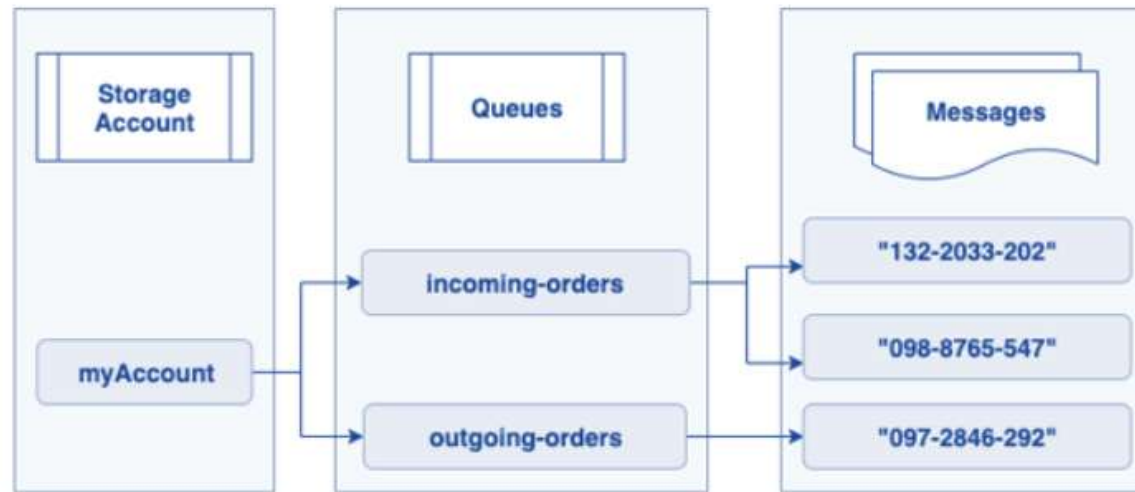 Storage
Account
Queues
Messages
myAccount
incoming-orders
outgoing-orders
"132-2033-202"
"098-8765-547"
"097-2846-292"